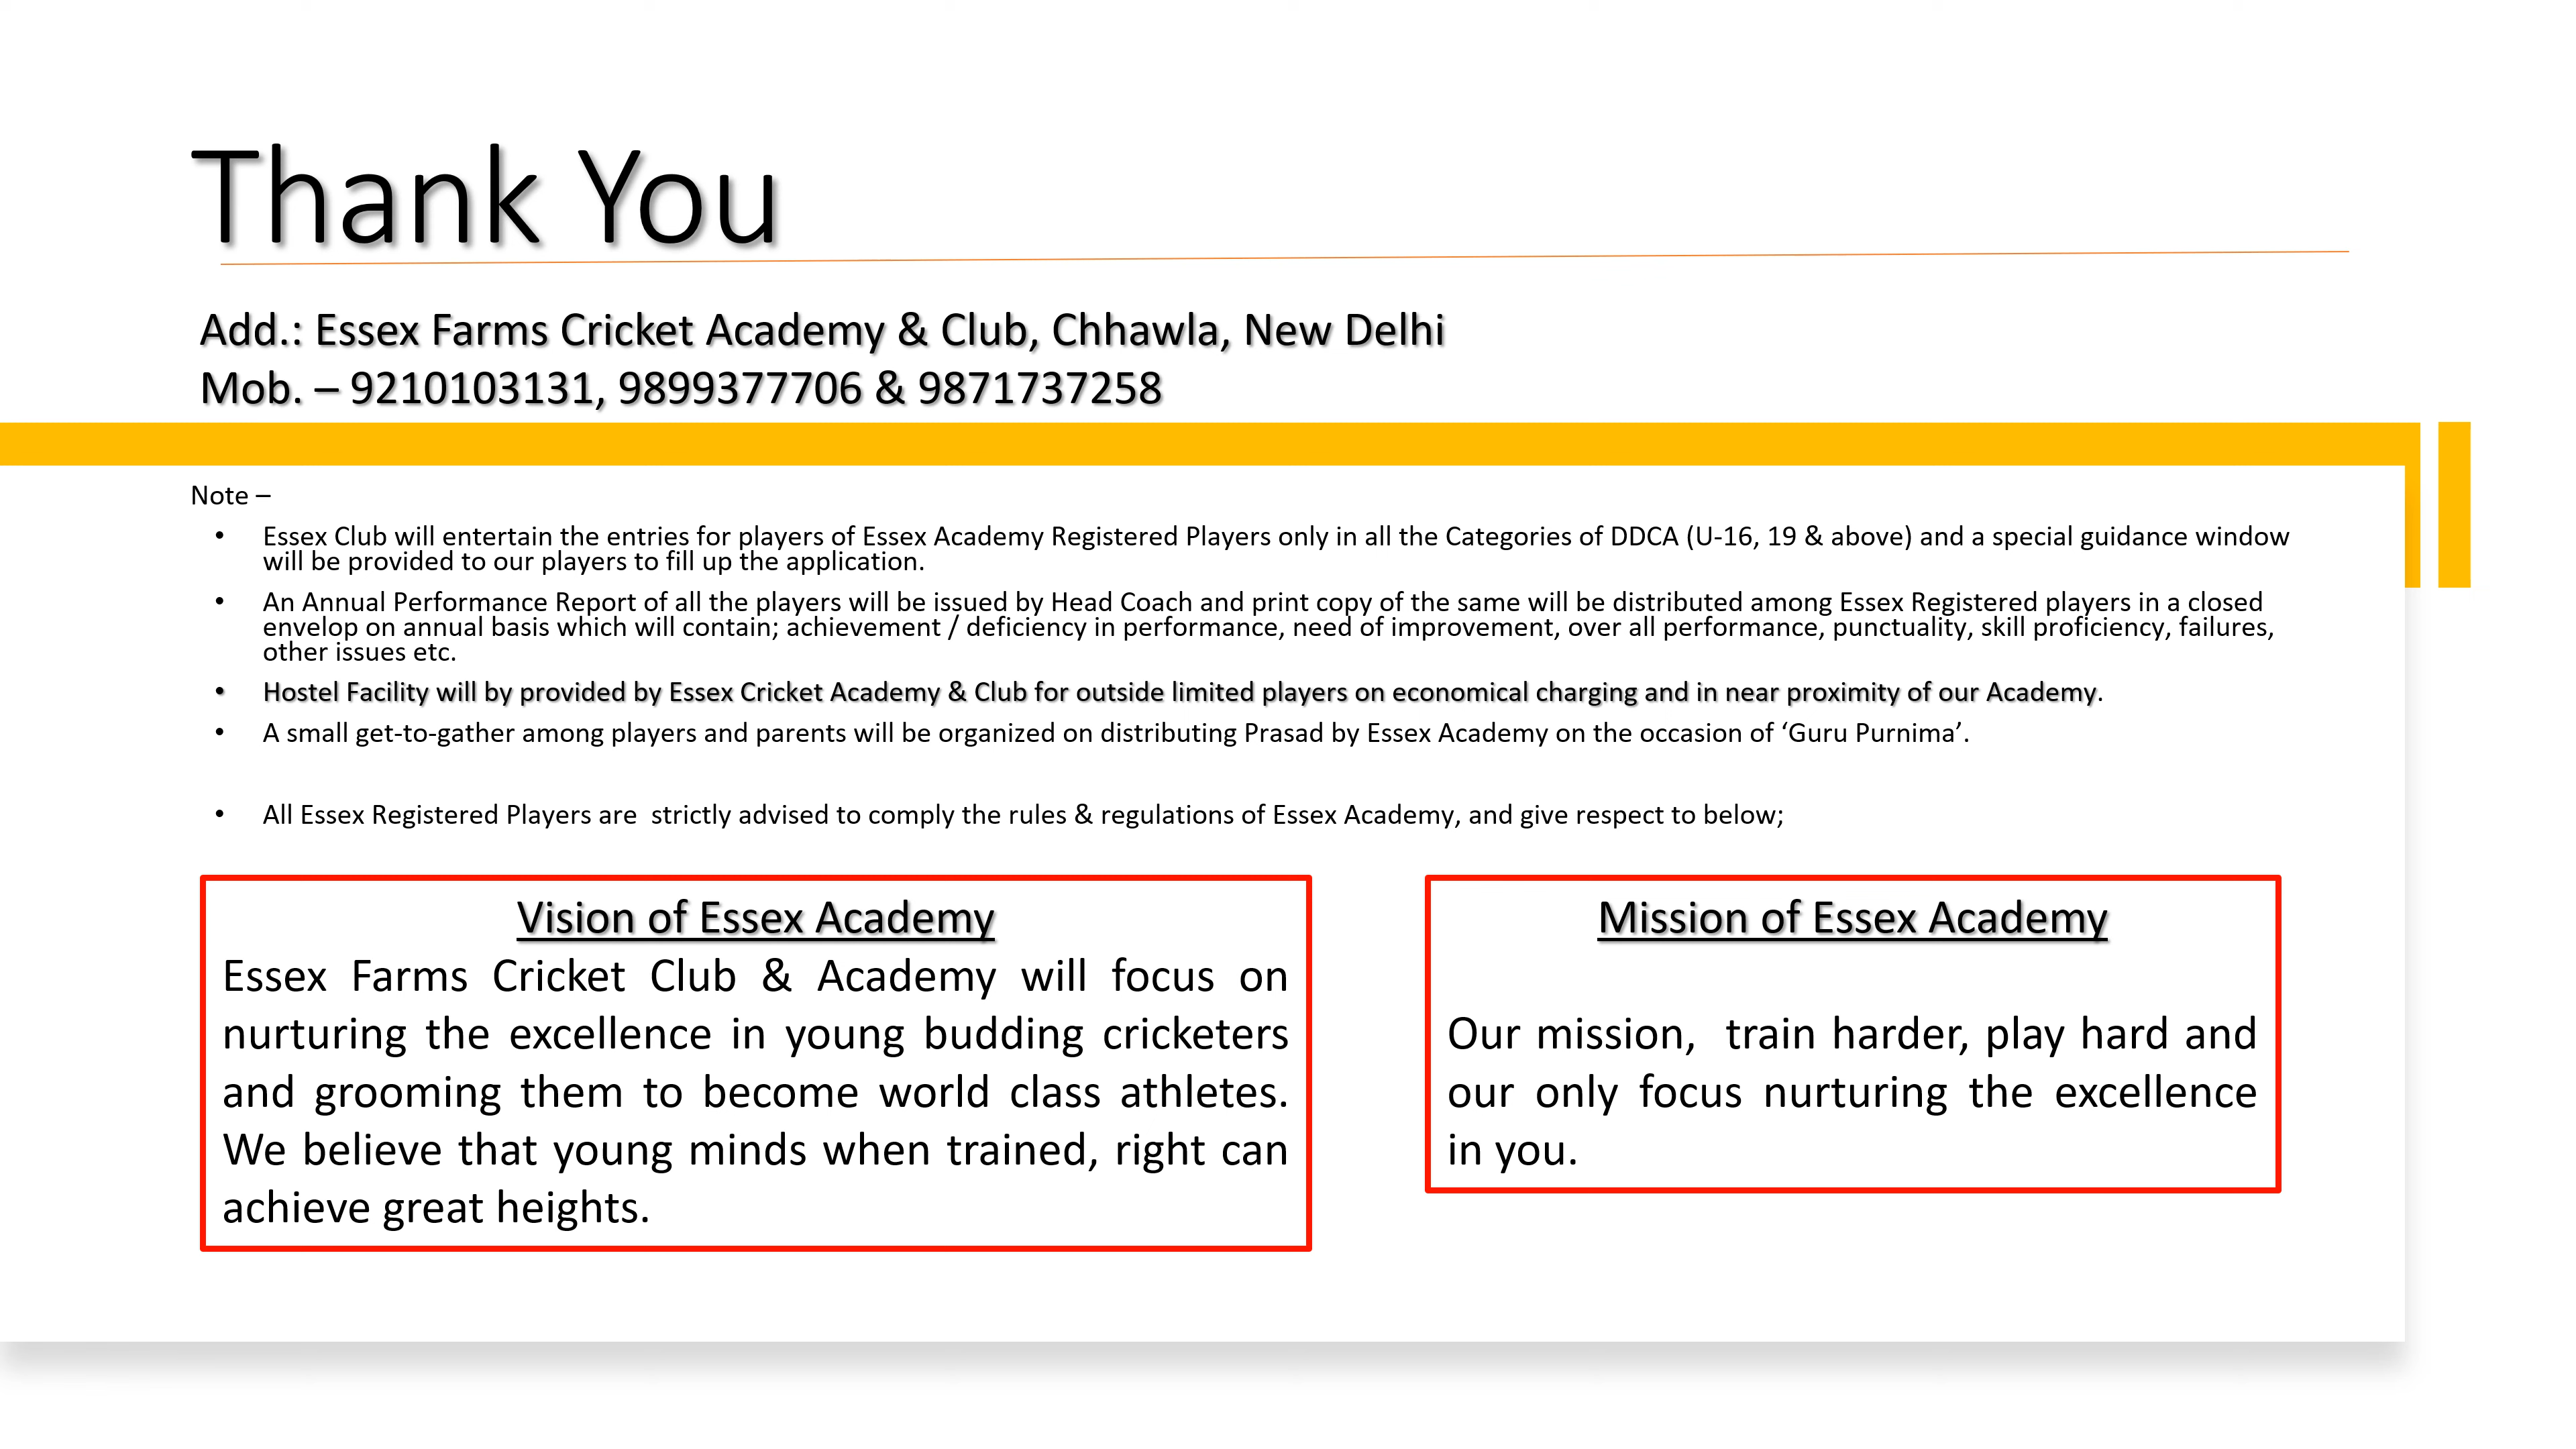 Thank You
Add.: Essex Farms Cricket Academy & Club, Chhawla, New Delhi
Mob. – 9210103131, 9899377706 & 9871737258
Note –
• Essex Club will entertain the entries for players of Essex Academy Registered Players only in all the Categories of DDCA (U-16, 19 & above) and a special guidance window
will be provided to our players to fill up the application.
• An Annual Performance Report of all the players will be issued by Head Coach and print copy of the same will be distributed among Essex Registered players in a closed
envelop on annual basis which will contain; achievement / deficiency in performance, need of improvement, over all performance, punctuality, skill proficiency, failures,
other issues etc.
• Hostel Facility will by provided by Essex Cricket Academy & Club for outside limited players on economical charging and in near proximity of our Academy.
• A small get-to-gather among players and parents will be organized on distributing Prasad by Essex Academy on the occasion of ‘Guru Purnima’.
• All Essex Registered Players are  strictly advised to comply the rules & regulations of Essex Academy, and give respect to below;
Vision of Essex Academy
Essex Farms Cricket Club & Academy will focus on
nurturing the excellence in young budding cricketers
and grooming them to become world class athletes.
We believe that young minds when trained, right can
achieve great heights.
Mission of Essex Academy
Our mission,  train harder, play hard and
our only focus nurturing the excellence
in you.